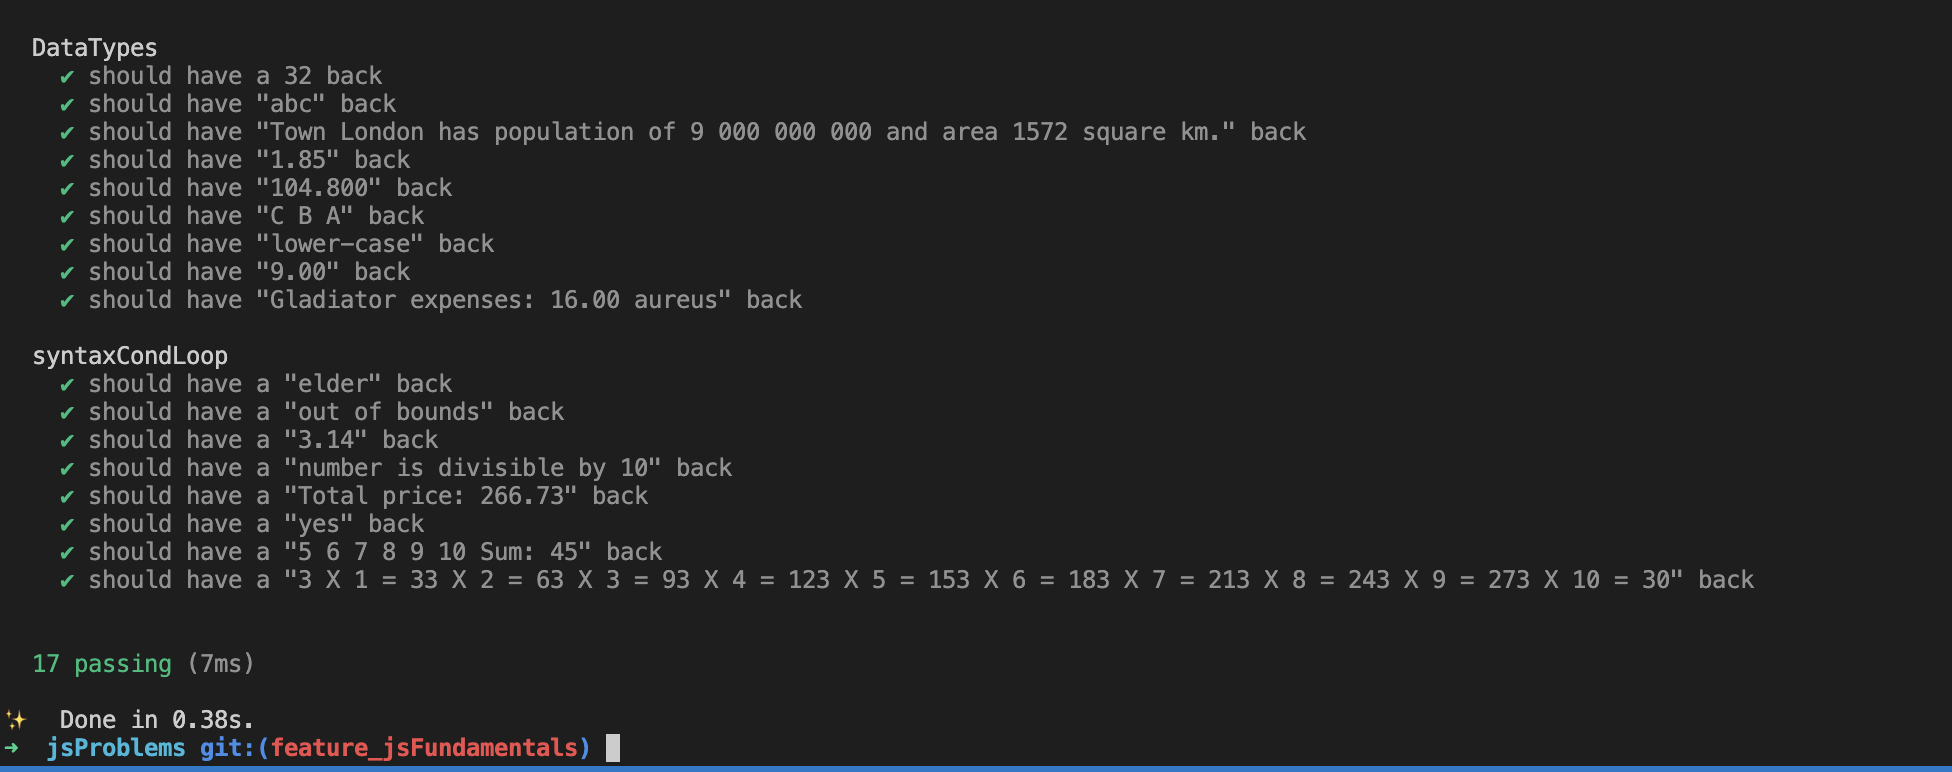 DataTypes
✔ should have a 32 back
✔ should have "abc" back
✔ should have "Town London has population of 9 000 000 000 and area 1572 square km." back
✔ should have "1.85" back
✔ should have "104.800" back
✔ should have "C B A" back
✔ should have "lower-case" back
✔ should have "9.00" back
✔ should have "Gladiator expenses: 16.00 aureus" back
syntaxCondLoop
✔ should have a "elder" back
✔ should have a "out of bounds" back
✔ should have a "3.14" back
✔ should have a "number is divisible by 10" back
✔ should have a "Total price: 266.73" back
✔ should have a "yes" back
✔ should have a "5 6 7 8 9 10 Sum: 45" back
✔ should have a "3 X 1 = 33 X 2 = 63 X 3 = 93 X 4 = 123 X 5 = 153 X 6 = 183 X 7 = 213 X 8 = 243 X 9 = 273 X 10 = 30" back
17 passing (7ms)
✨ Done in 0.38s.
➜ jsProblems git:(feature_jsFundamentals)